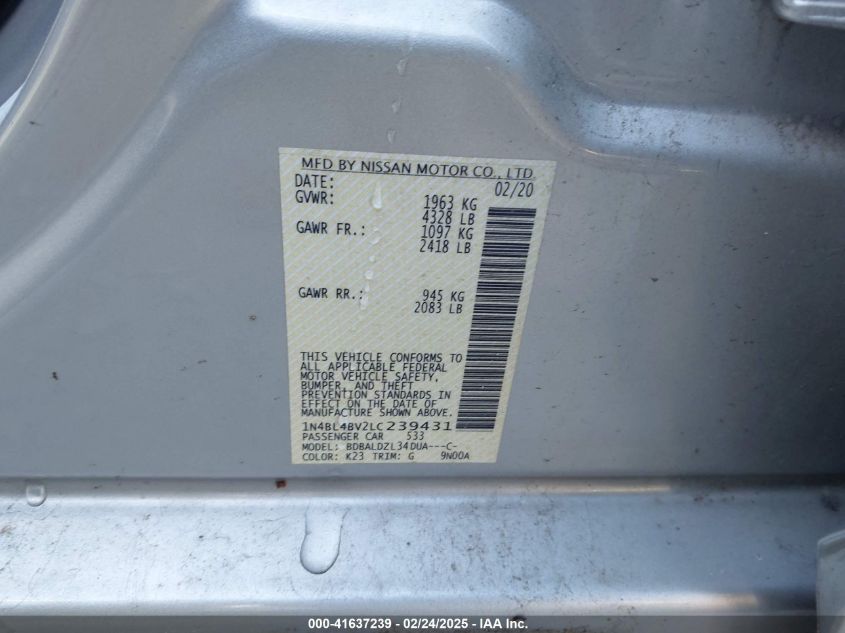 MFD BY NISSAN MOTOR CO., LTD.
DATE: 02/20
GVWR: 1963 KG
4328 LB
GAWR FR.: 1097 KG
2418 LB
GAWR RR.: 945 KG
2083 LB
THIS VEHICLE CONFORMS TO
ALL APPLICABLE FEDERAL
MOTOR VEHICLE SAFETY,
BUMPER, AND THEFT
PREVENTION STANDARDS IN
EFFECT ON THE DATE OF
MANUFACTURE SHOWN ABOVE.
1N4BL4BV2LC239431
PASSENGER CAR 533
MODEL: BDBALDZL34DUA---C-
COLOR: K23 TRIM: G 9N00A
000-41637239 - 02/24/2025 - IAA Inc.